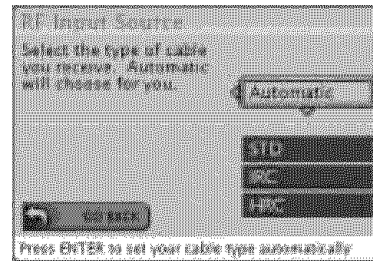 RF Input Source
Select the type of cable
you receive. Automatic
will choose for you.
Automatic
STD
IRC
HRC
GO BACK
Press ENTER to set your cable type automatically